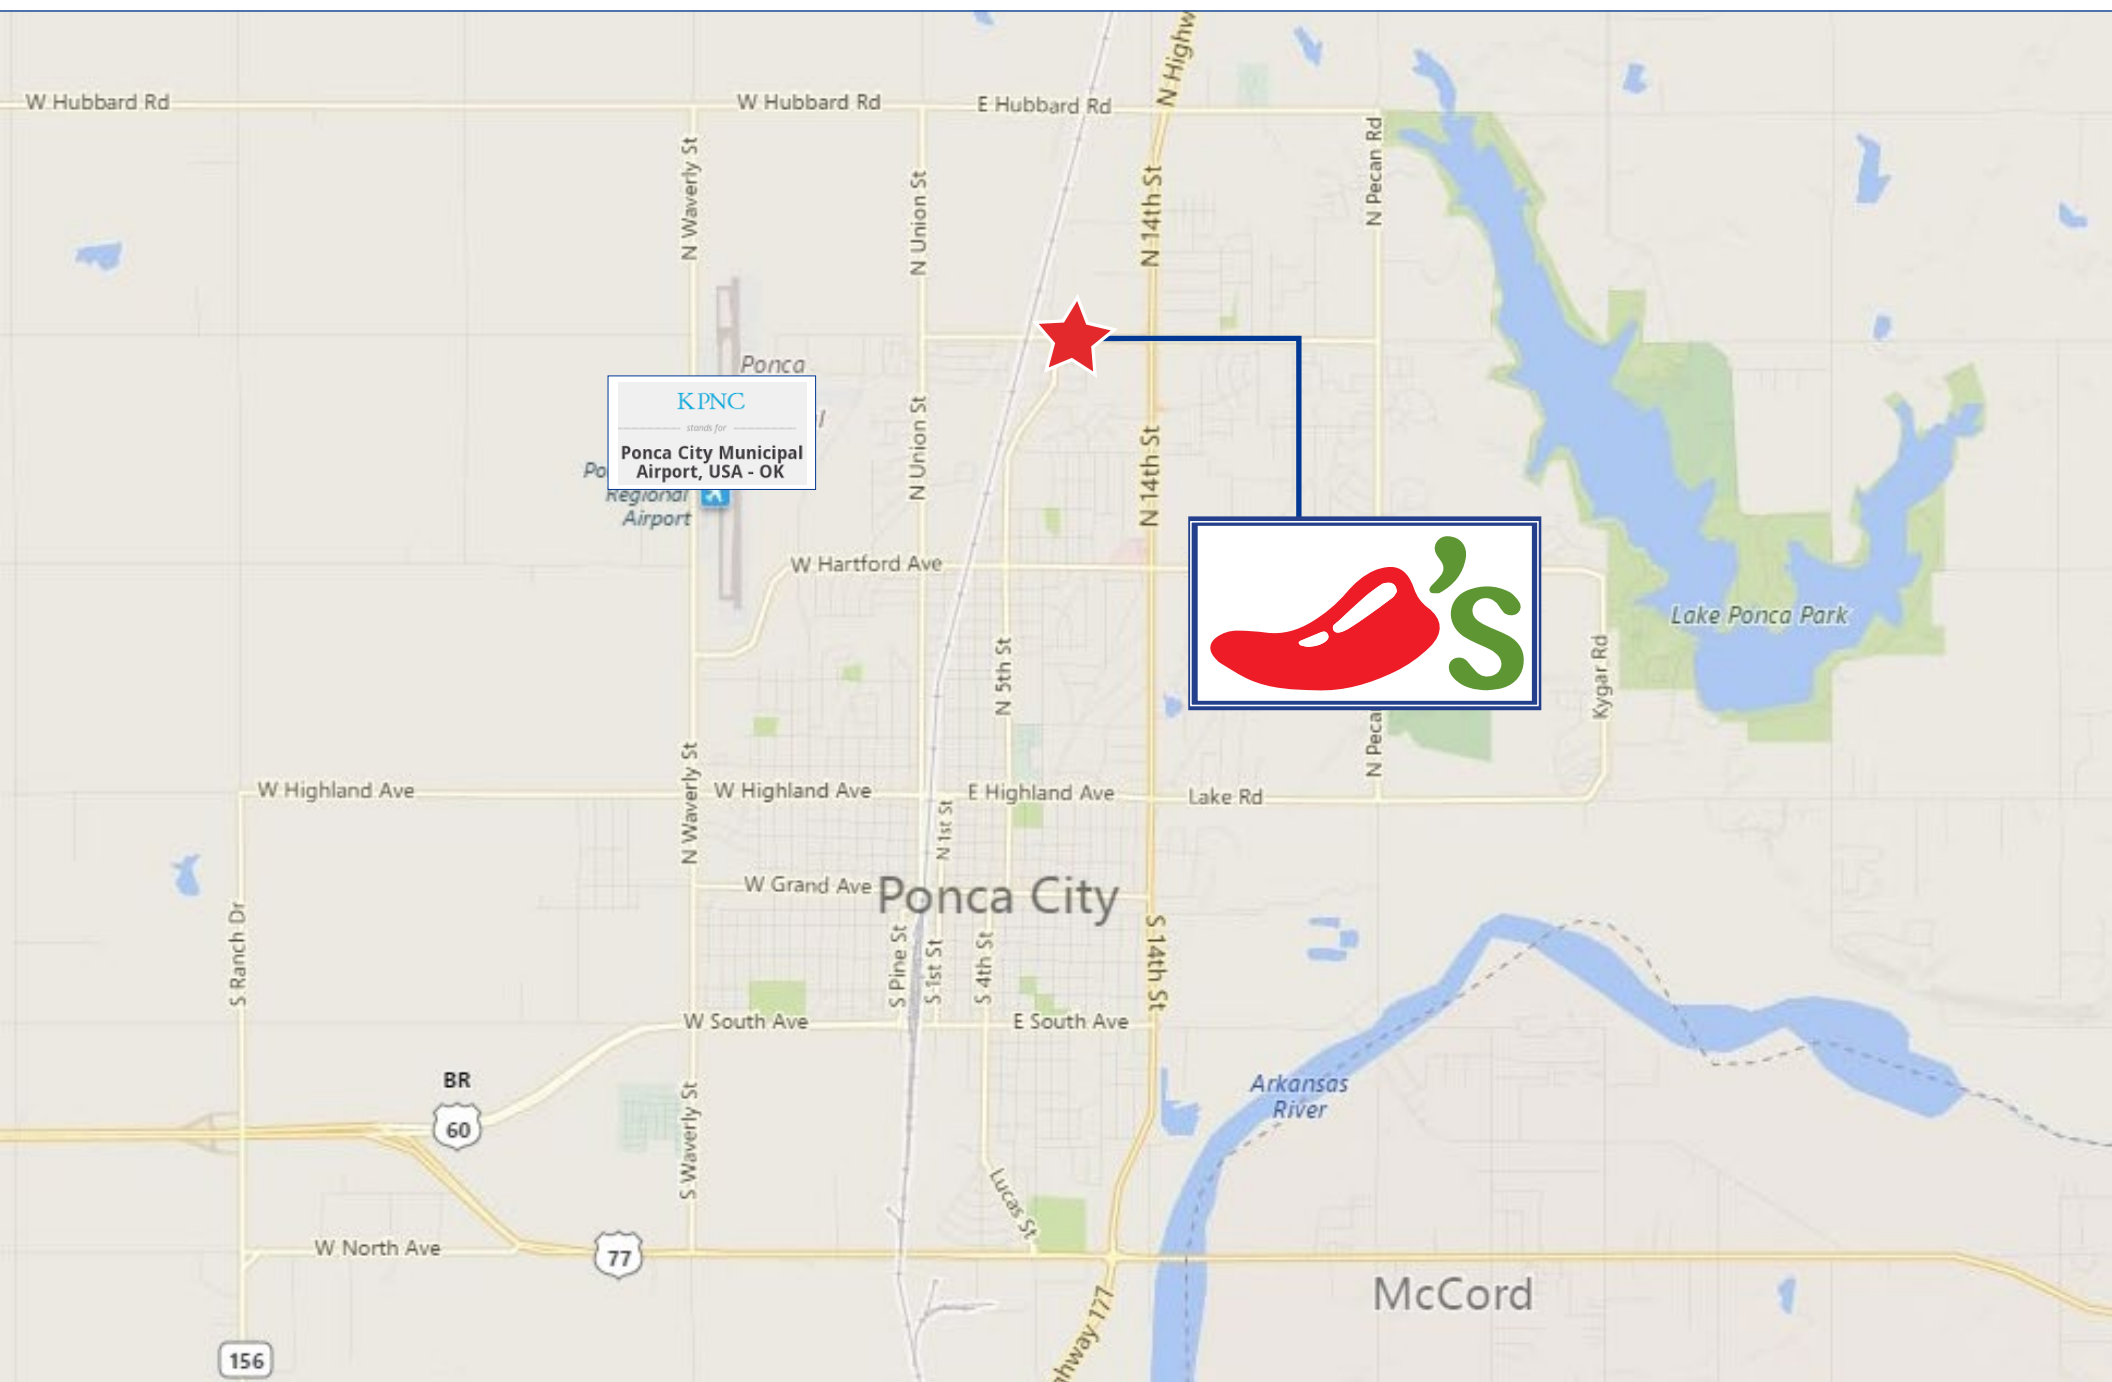 N Highw
W Hubbard Rd
W Hubbard Rd
E Hubbard Rd
N Pecan Rd
N Waverly St
N Union St
N 14th St
Ponca
KPNC
stands for
Ponca City Municipal
Airport, USA - OK
Po
Regional
Airport
N Union St
N 14th St
W Hartford Ave
'S
Lake Ponca Park
N 5th St
Kygar Rd
N Peca
N Waverly St
W Highland Ave
W Highland Ave
E Highland Ave
Lake Rd
N 1st St
W Grand Ave
Ponca City
S Ranch Dr
S Pine St
S 1st St
S 4th St
S 14th St
W South Ave
E South Ave
BR
60
Arkansas
River
S Waverly St
Lucas St
W North Ave
77
McCord
ghway 177
156